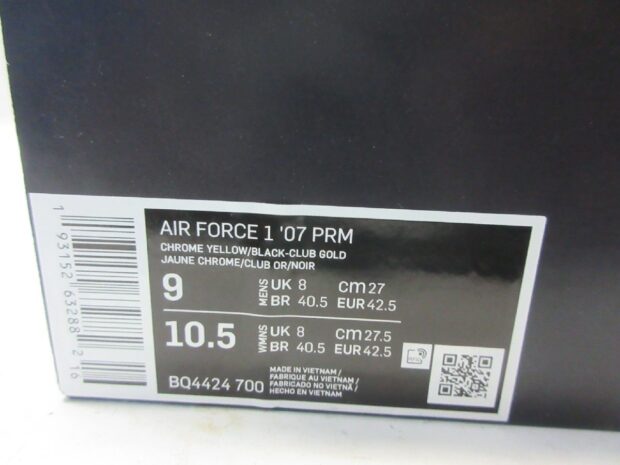 AIR FORCE 1 '07 PRM
CHROME YELLOW/BLACK-CLUB GOLD
JAUNE CHROME/CLUB OR/NOIR
9 MENS UK 8 cm 27
BR 40.5 EUR 42.5
10.5 WMNS UK 8 cm 27.5
BR 40.5 EUR 42.5
BQ4424 700
MADE IN VIETNAM/
FABRIQUE AU VIETNAM/
FABRICADO NO VIETNÃ/
HECHO EN VIETNAM
1 93152 63288 2 16